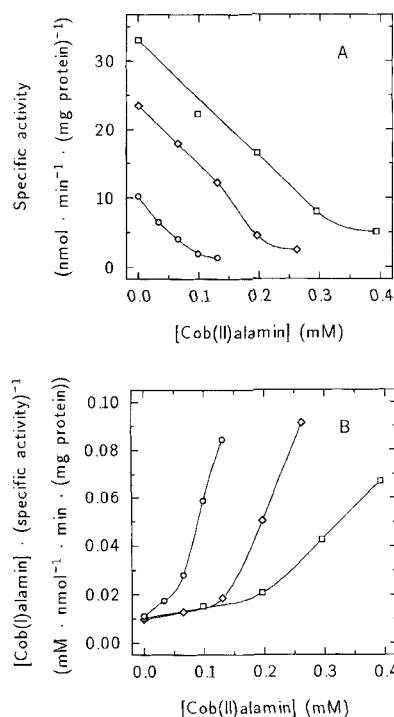 A
Specific activity
(nmol · min⁻¹ · (mg protein)⁻¹
30
20
10
0
0.0 0.1 0.2 0.3 0.4
[Cob(II)alamin] (mM)
B
[Cob(I)alamin] · (specific activity)⁻¹
(mM · nmol⁻¹ · min · (mg protein))
0.10
0.08
0.06
0.04
0.02
0.00
0.0 0.1 0.2 0.3 0.4
[Cob(II)alamin] (mM)